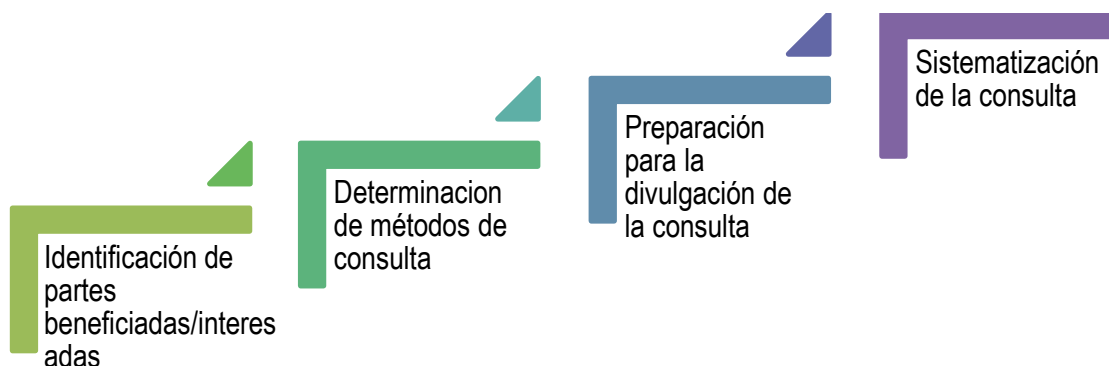 Identificación de
partes
beneficiadas/interes
adas
Determinacion
de métodos de
consulta
Preparación
para la
divulgación de
la consulta
Sistematización
de la consulta